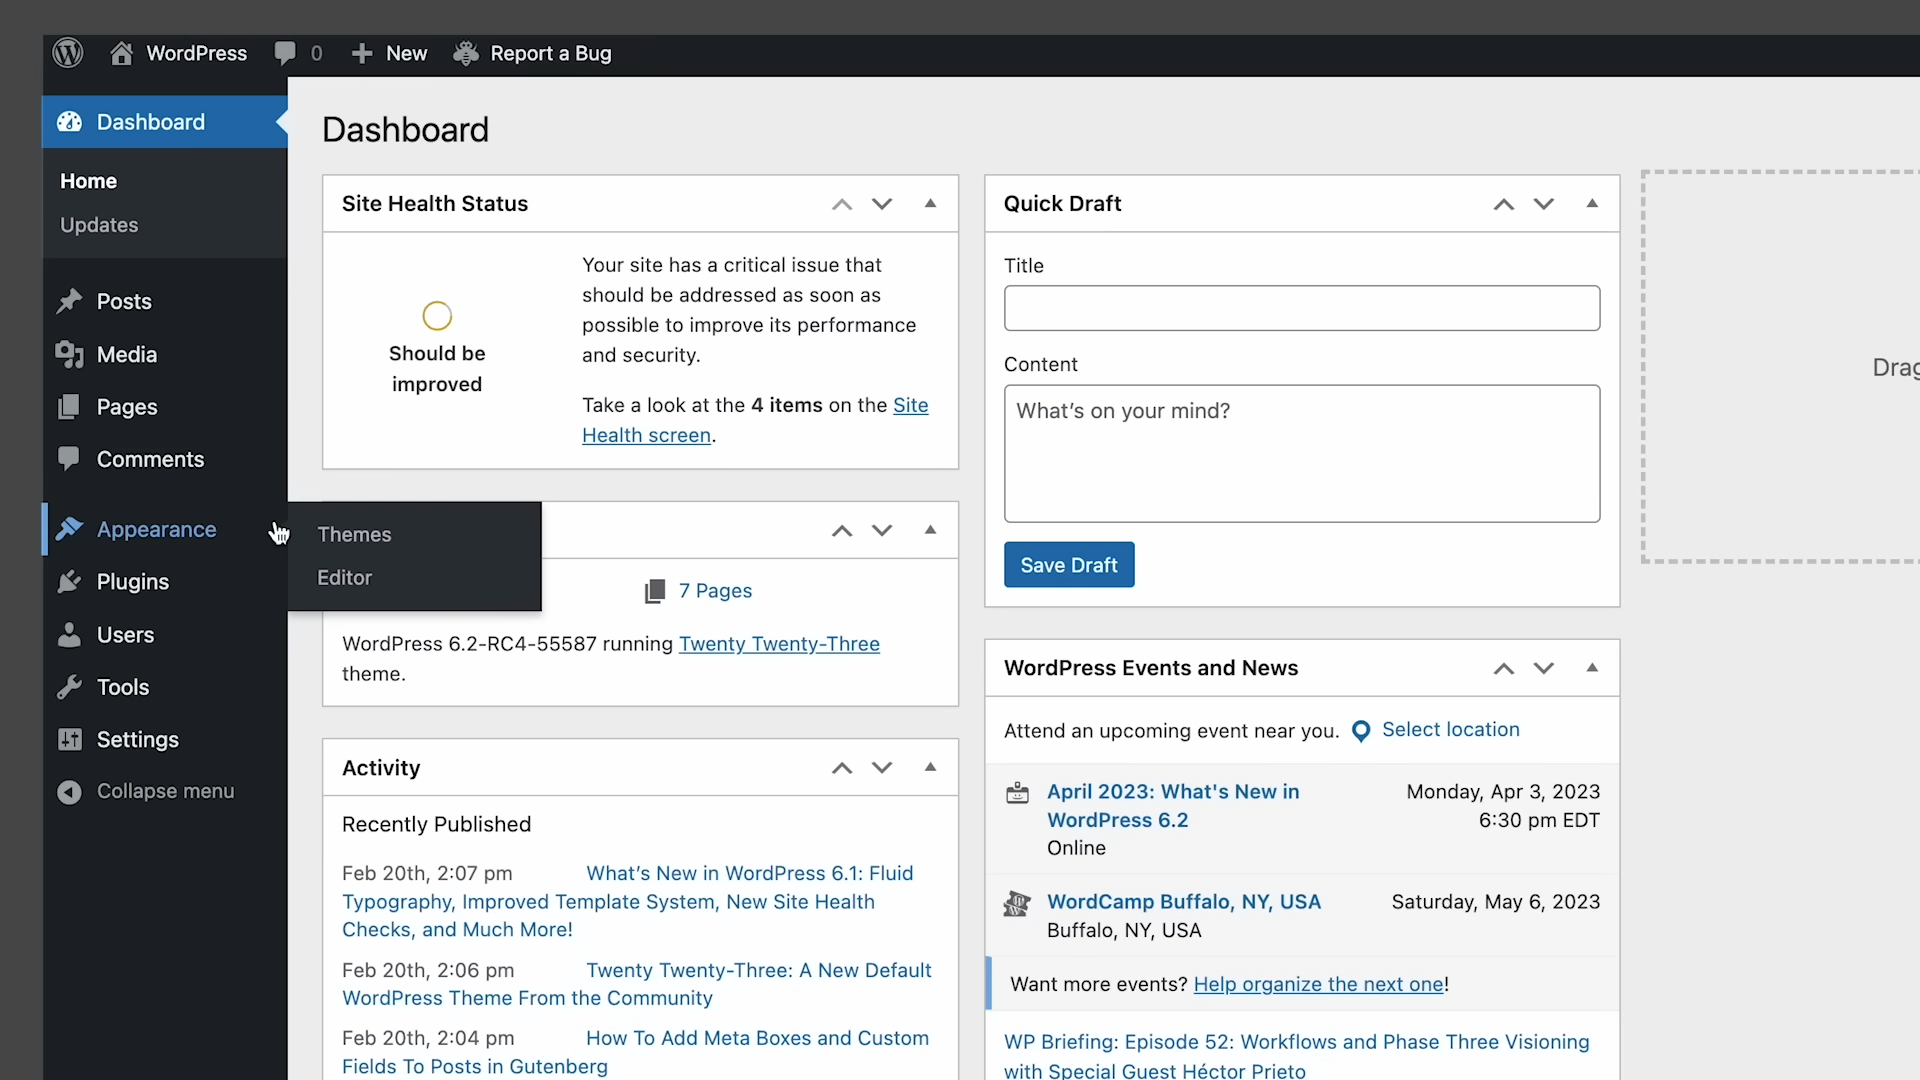 WordPress 0 New Report a Bug
Dashboard
Home
Updates
Posts
Media
Pages
Comments
Appearance
Plugins
Users
Tools
Settings
Collapse menu
Themes
Editor
Dashboard
Site Health Status
Should be
improved
Your site has a critical issue that
should be addressed as soon as
possible to improve its performance
and security.
Take a look at the 4 items on the Site
Health screen.
7 Pages
WordPress 6.2-RC4-55587 running Twenty Twenty-Three
theme.
Activity
Recently Published
Feb 20th, 2:07 pm What's New in WordPress 6.1: Fluid
Typography, Improved Template System, New Site Health
Checks, and Much More!
Feb 20th, 2:06 pm Twenty Twenty-Three: A New Default
WordPress Theme From the Community
Feb 20th, 2:04 pm How To Add Meta Boxes and Custom
Fields To Posts in Gutenberg
Quick Draft
Title
Content
What's on your mind?
Save Draft
WordPress Events and News
Attend an upcoming event near you. Select location
April 2023: What's New in Monday, Apr 3, 2023
WordPress 6.2 6:30 pm EDT
Online
WordCamp Buffalo, NY, USA Saturday, May 6, 2023
Buffalo, NY, USA
Want more events? Help organize the next one!
WP Briefing: Episode 52: Workflows and Phase Three Visioning
with Special Guest Héctor Prieto
Drag